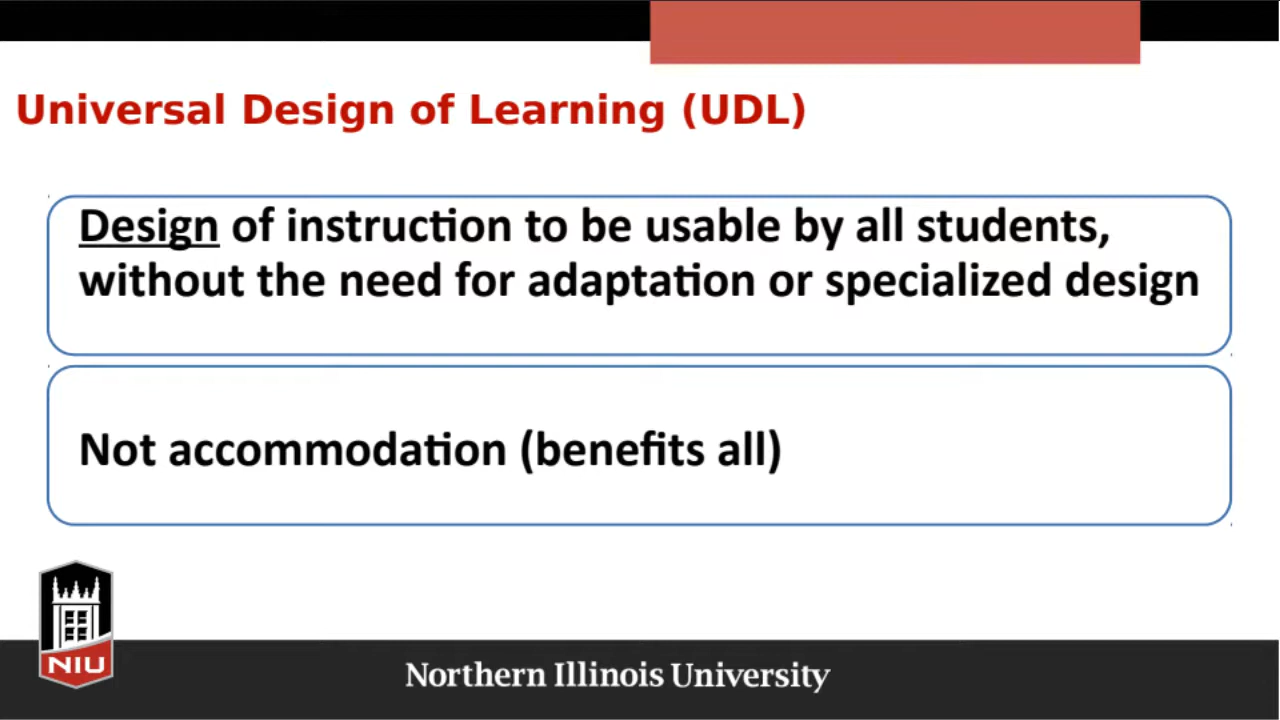 Universal Design of Learning (UDL)
Design of instruction to be usable by all students,
without the need for adaptation or specialized design
Not accommodation (benefits all)
NIU
Northern Illinois University